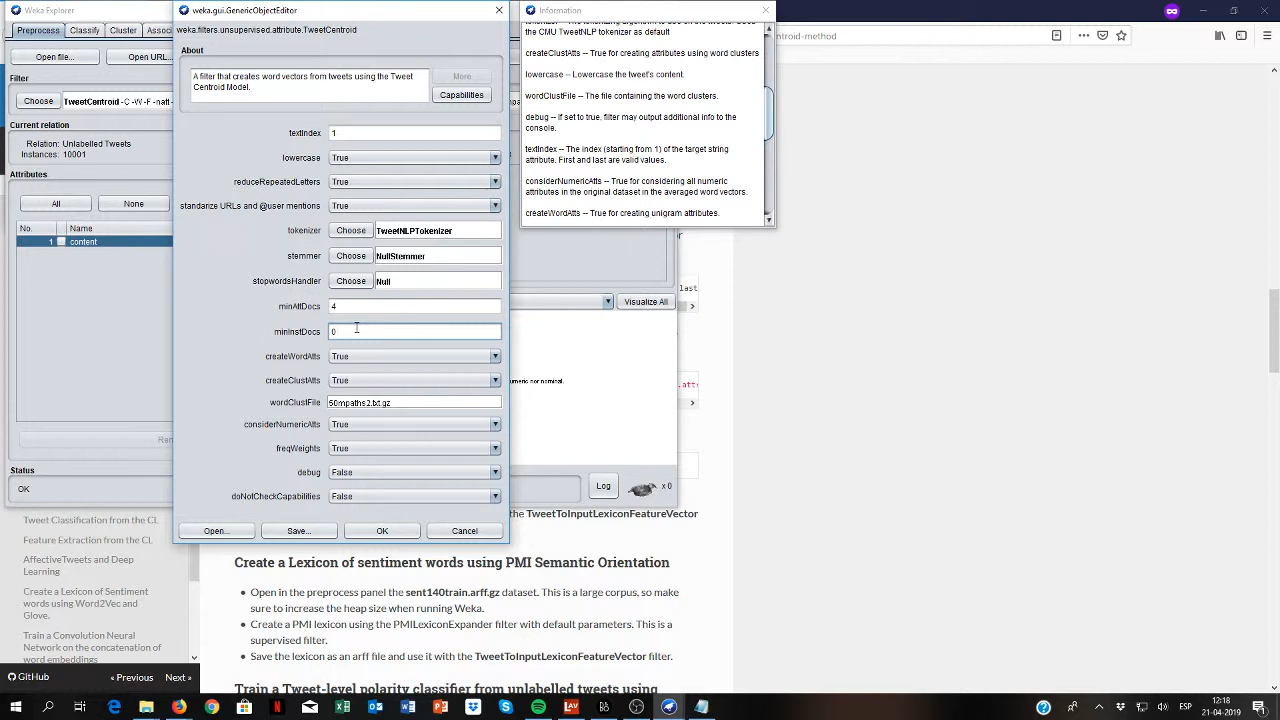 Weka Explorer
Preprocess Classify Cluster
Open file...
Filter
Choose TweetCentroid -C -W -F -natt
Current relation
Relation: Unlabelled Tweets
Instances: 10001
Attributes
All None
No. Name
1 content
Status
OK
weka.gui.GenericObjectEditor
weka.filters.unsupervised.attribute.TweetCentroid
About
A filter that creates word vectors from tweets using the Tweet
Centroid Model.
More
Capabilities
textIndex 1
lowercase True
reduceRepeatedLetters True
standarize URLs and @user mentions True
tokenizer Choose TweetNLPTokenizer
stemmer Choose NullStemmer
stopwordsHandler Choose Null
minAttDocs 4
minInstDocs 0
createWordAtts True
createClustAtts True
wordClustFile 50mpaths2.txt.gz
considerNumericAtts True
freqWeights True
debug False
doNotCheckCapabilities False
Open... Save... OK Cancel
Information
the CMU TweetNLP tokenizer as default
createClustAtts -- True for creating attributes using word clusters
lowercase -- Lowercase the tweet's content.
wordClustFile -- The file containing the word clusters.
debug -- If set to true, filter may output additional info to the
console.
textIndex -- The index (starting from 1) of the target string
attribute. First and last are valid values.
considerNumericAtts -- True for considering all numeric
attributes in the original dataset in the averaged word vectors.
createWordAtts -- True for creating unigram attributes.
Visualize All
numeric nor nominal.
Log
x 0
entroid-method
last
.attr
the TweetToInputLexiconFeatureVector
Create a Lexicon of sentiment words using PMI Semantic Orientation
• Open in the preprocess panel the sent140train.arff.gz dataset. This is a large corpus, so make
sure to increase the heap size when running Weka.
• Create a PMI lexicon using the PMILexiconExpander filter with default parameters. This is a
supervised filter.
• Save the lexicon as an arff file and use it with the TweetToInputLexiconFeatureVector filter.
Train a Tweet-level polarity classifier from unlabelled tweets using
Tweet Classification from the CL
Feature Extraction from the CL
AffectiveTweets and Deep
Learning
Create a Lexicon of Sentiment
words using Word2Vec and
Glove.
Train a Convolution Neural
Network on the concatenation of
word embeddings
GitHub « Previous Next »
ESP
12:18
21-04-2019